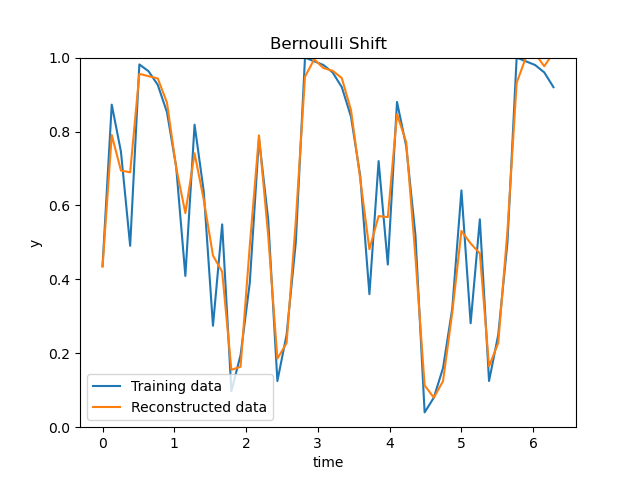 Bernoulli Shift
1.0
0.8
0.6
0.4
0.2
0.0
y
Training data
Reconstructed data
0 1 2 3 4 5 6
time